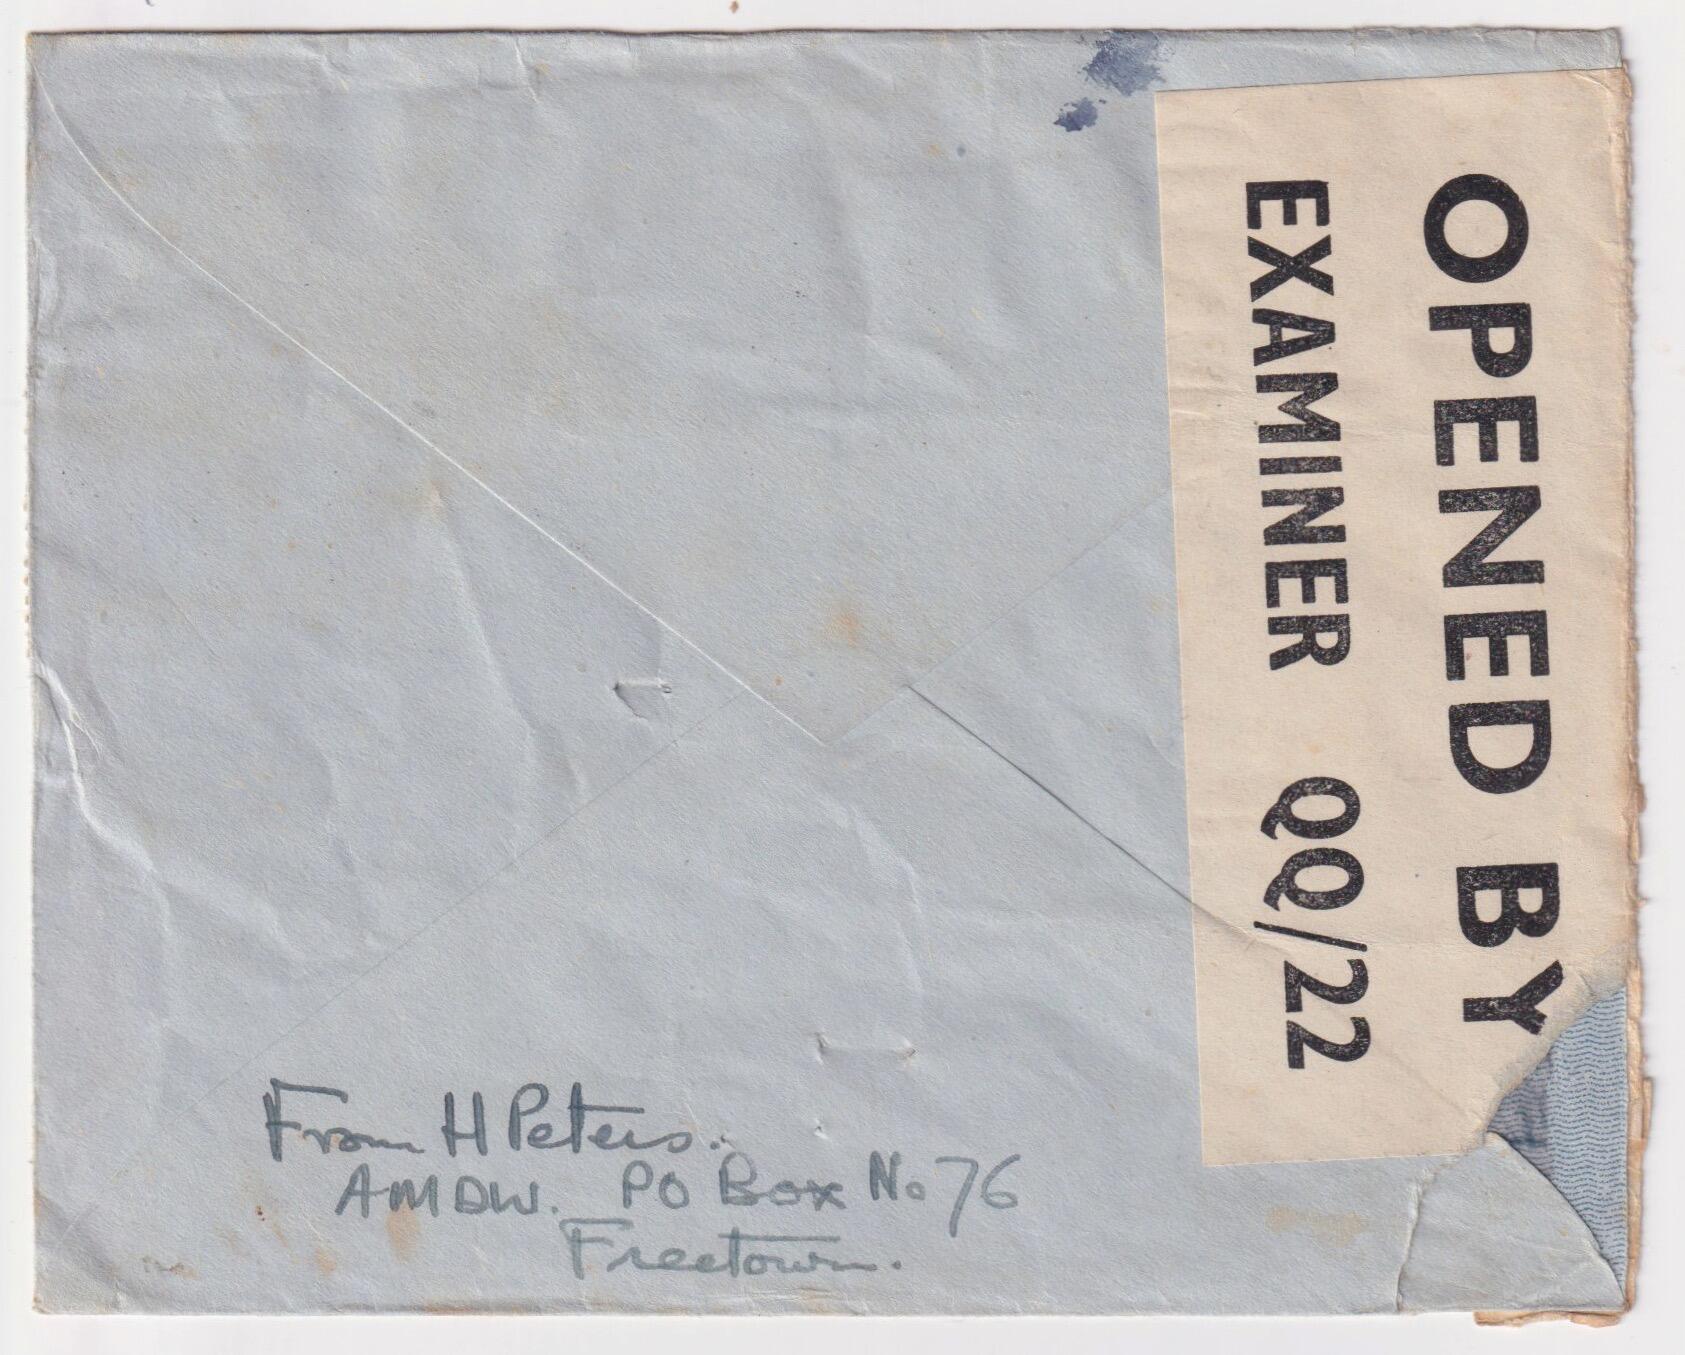 OPENED BY
EXAMINER QQ/22
From H Peters.
AMDW. PO Box No 76
Freetown.